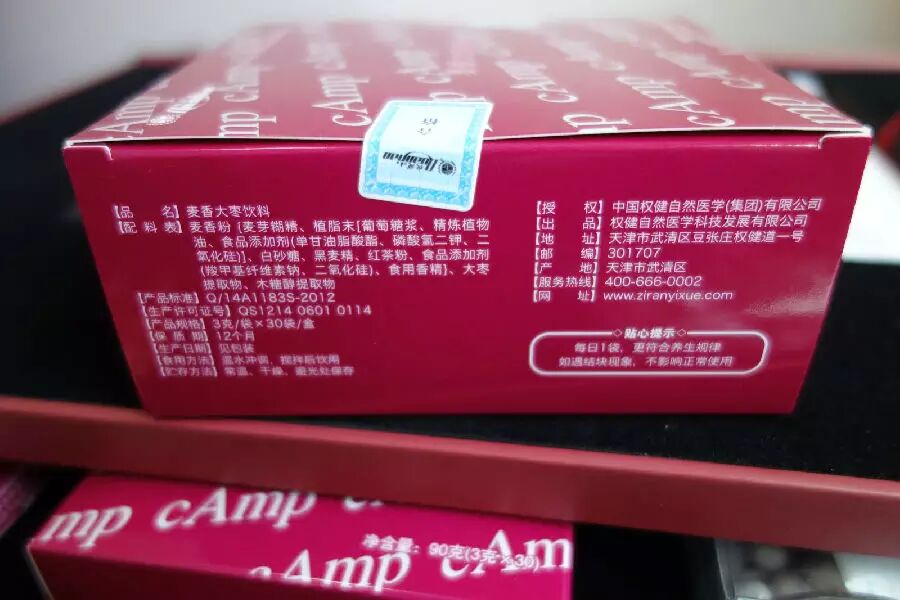 Amp cAmp cAmp cAmp cAmp
【品 名】麦香大枣饮料
【配 料 表】麦香粉 [麦芽糊精、植脂末[葡萄糖浆、精炼植物
油、食品添加剂(单甘油脂酸酯、磷酸氢二钾、二
氧化硅)]、白砂糖、黑麦精、红茶粉、食品添加剂
(羧甲基纤维素钠、二氧化硅)、食用香精]、大枣
提取物、木糖醇提取物
【产品标准】Q/14A1183S-2012
【生产许可证号】QS1214 0601 0114
【产品规格】3克/袋×30袋/盒
【保 质 期】12个月
【生产日期】见包装
【食用方法】温水冲调、搅拌后饮用
【贮存方法】常温、干燥、避光处保存
【授 权】中国权健自然医学(集团)有限公司
【出 品】权健自然医学科技发展有限公司
【地 址】天津市武清区豆张庄权健道一号
【邮 编】301707
【产 地】天津市武清区
【服务热线】400-666-0002
【网 址】www.ziranyixue.com
贴心提示
每日1袋，更符合养生规律
如遇结块现象，不影响正常使用
mp cAmp
cAmp cAm
净含量：90克(3克×30)